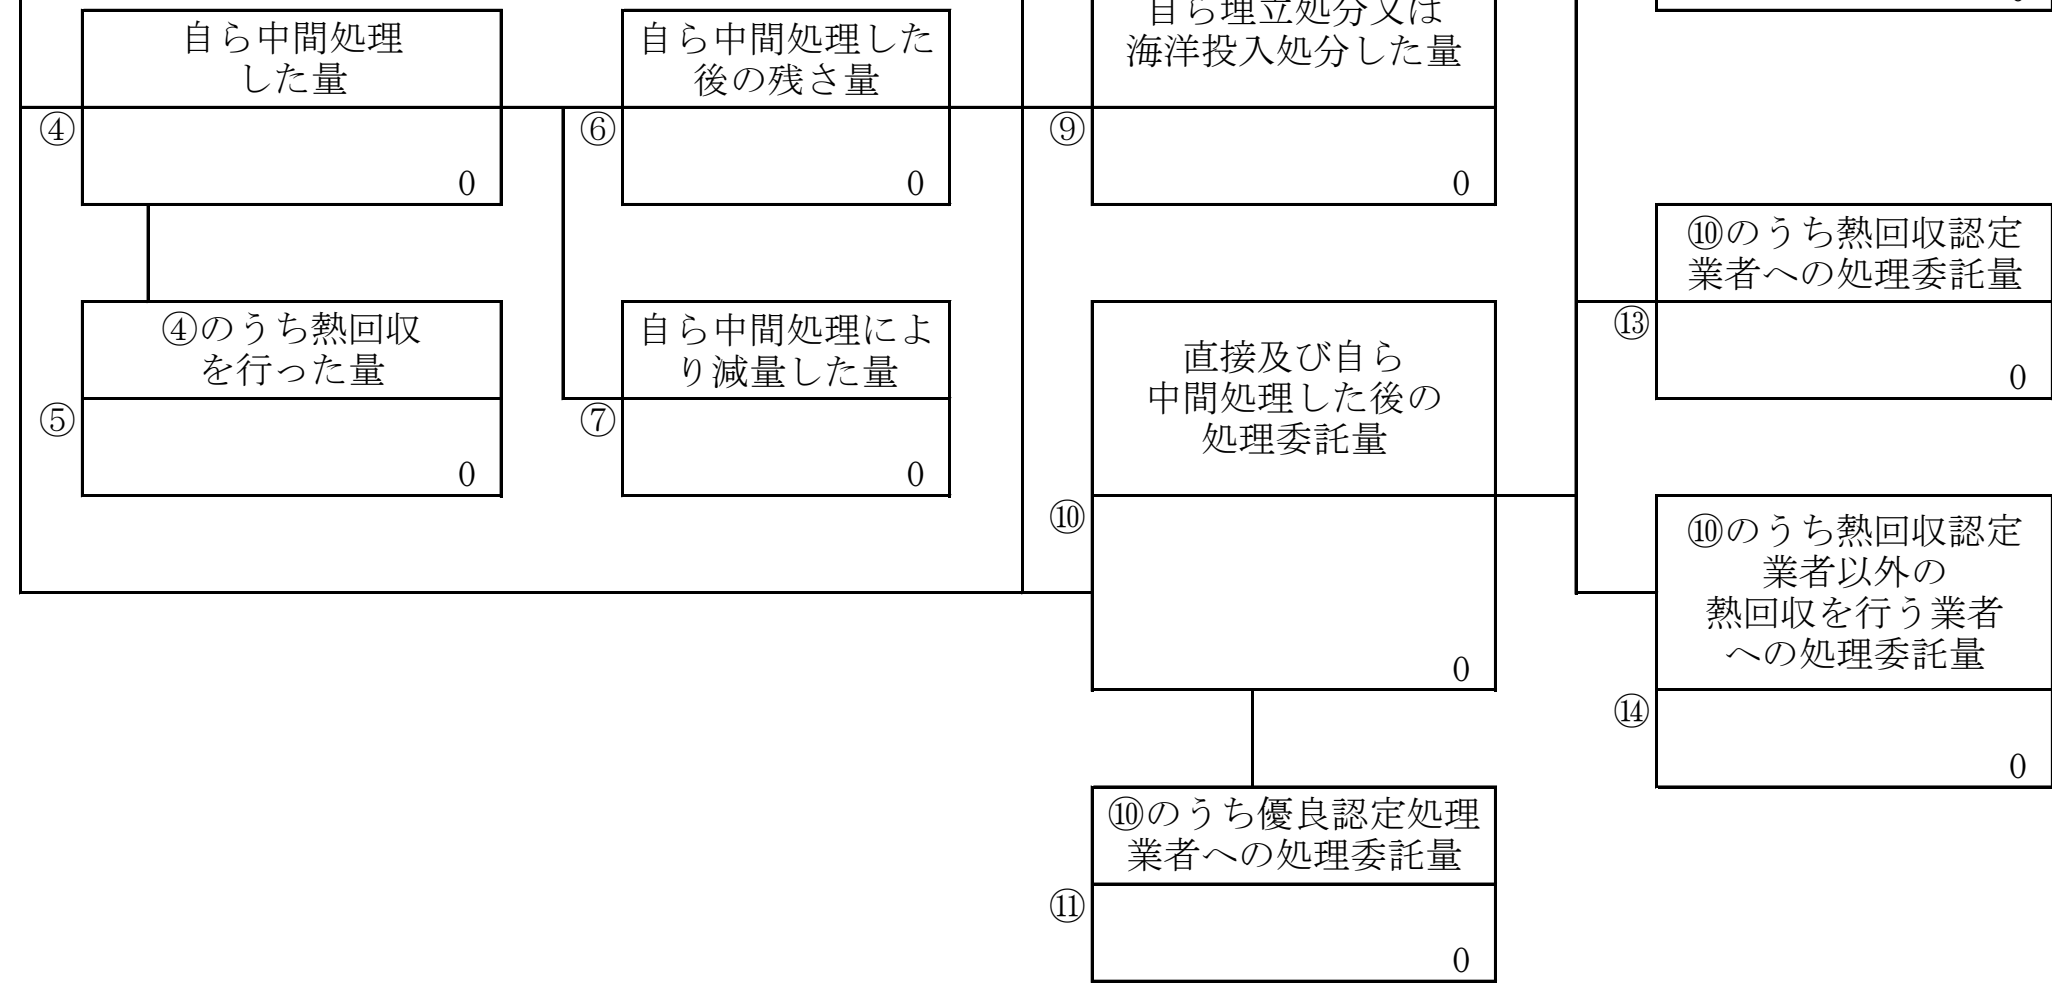 自ら中間処理
した量
④
0
自ら中間処理した
後の残さ量
⑥
0
自ら埋立処分又は
海洋投入処分した量
⑨
0
④のうち熱回収
を行った量
⑤
0
自ら中間処理によ
り減量した量
⑦
0
直接及び自ら
中間処理した後の
処理委託量
⑩
0
⑩のうち優良認定処理
業者への処理委託量
⑪
0
⑩のうち熱回収認定
業者への処理委託量
⑬
0
⑩のうち熱回収認定
業者以外の
熱回収を行う業者
への処理委託量
⑭
0